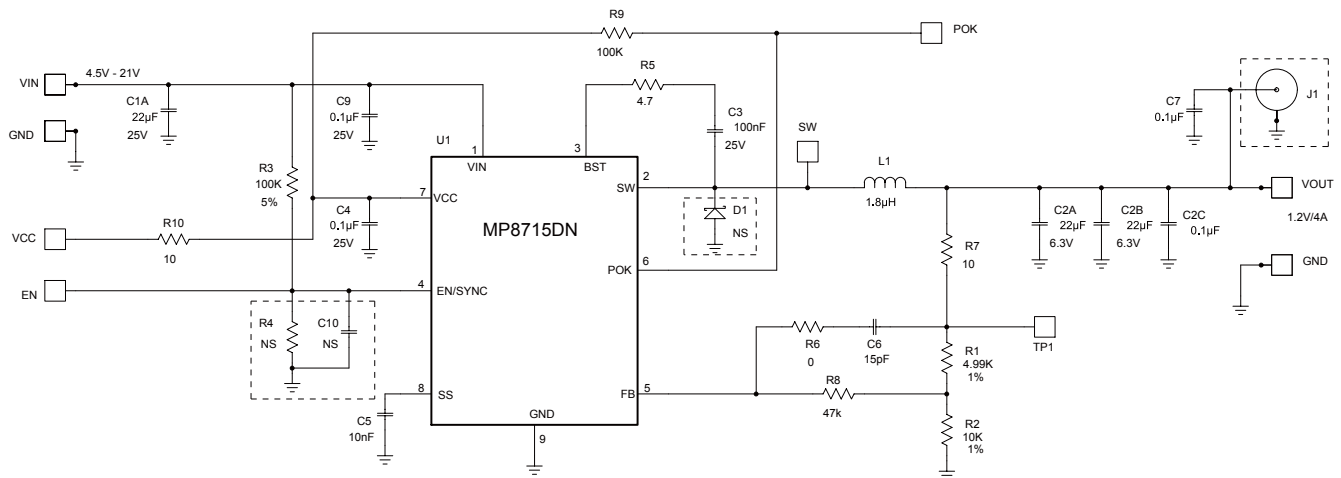 R9
100K
POK
VIN
4.5V - 21V
C1A
22µF
25V
C9
0.1µF
25V
R5
4.7
C3
100nF
25V
C7
0.1µF
J1
GND
U1
1
VIN
3
BST
SW
R3
100K
5%
7
VCC
SW
2
L1
1.8µH
VOUT
1.2V/4A
C4
0.1µF
25V
MP8715DN
D1
NS
C2A
22µF
6.3V
C2B
22µF
6.3V
C2C
0.1µF
VCC
R10
10
R7
10
POK
6
GND
EN
4
EN/SYNC
R4
NS
C10
NS
R6
0
C6
15pF
TP1
R1
4.99K
1%
8
SS
FB
5
R8
47k
C5
10nF
GND
9
R2
10K
1%